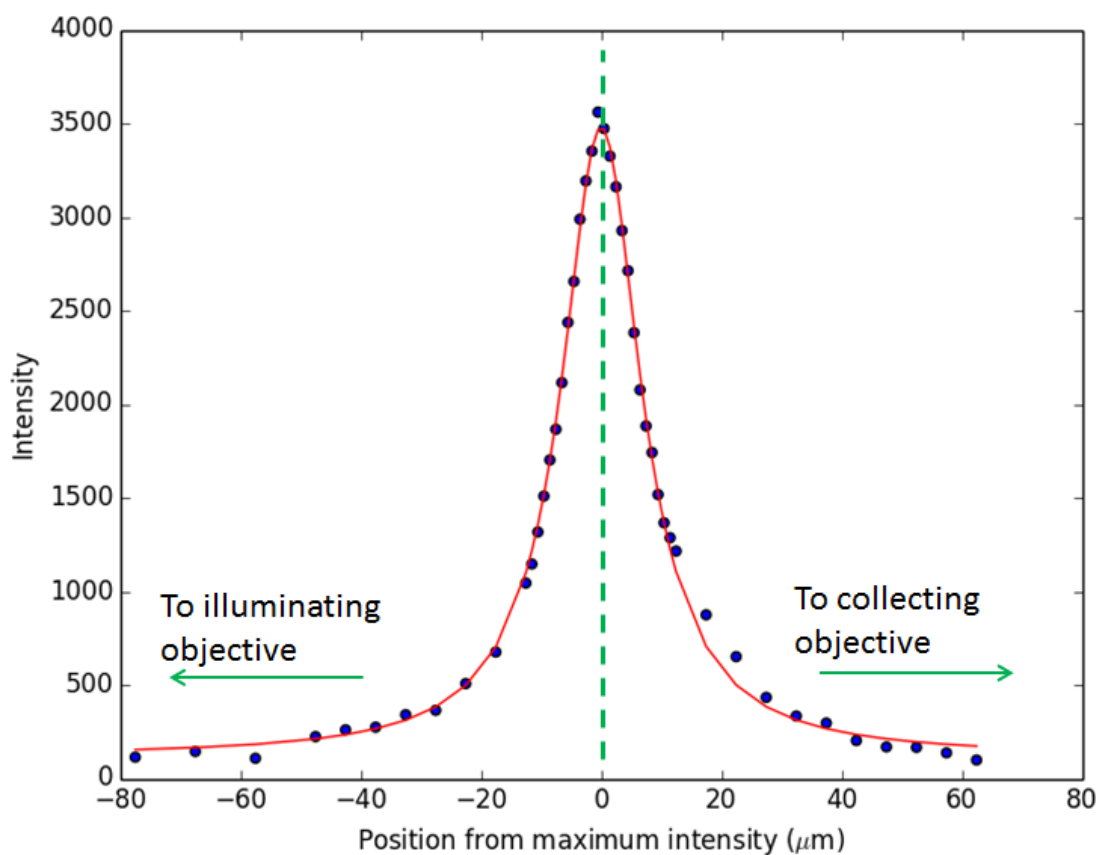 4000
3500
3000
2500
2000
1500
1000
500
0
Intensity
To illuminating
objective
To collecting
objective
−80 −60 −40 −20 0 20 40 60 80
Position from maximum intensity (μm)